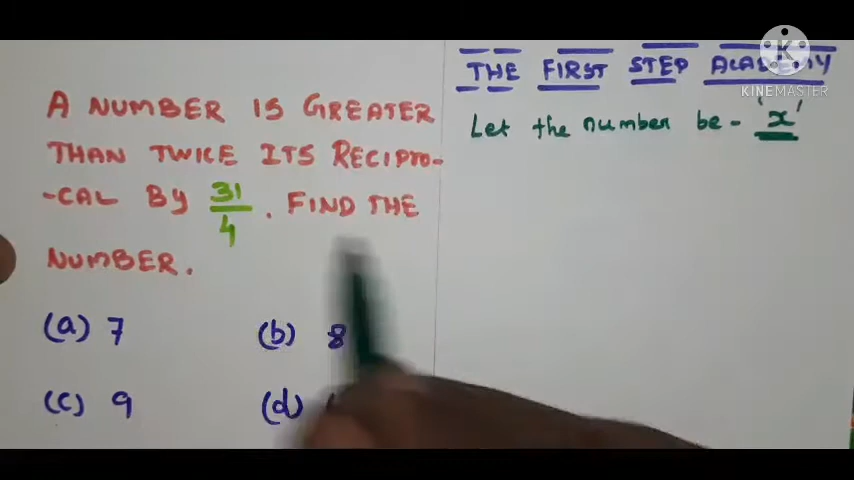 THE FIRST STEP ACADEMY
KINEMASTER
A NUMBER IS GREATER
THAN TWICE ITS RECIPRO-
-CAL BY 31/4. FIND THE
NUMBER.
(a) 7
(b) 8
(c) 9
(d)
Let the number be - 'x'